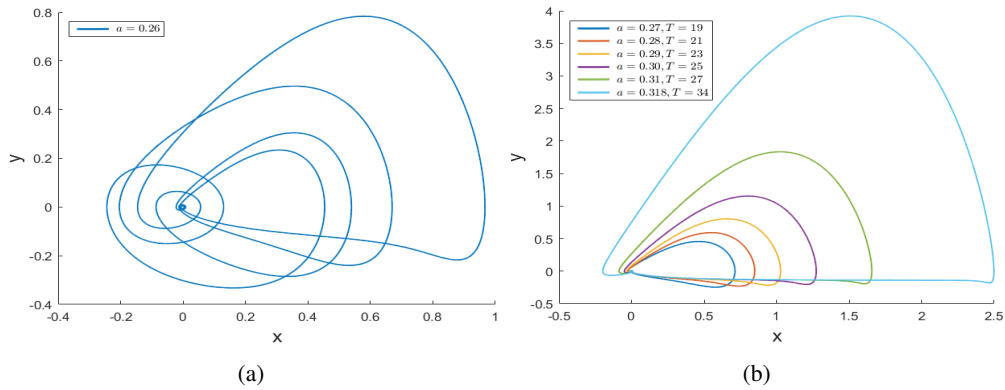 a = 0.26
0.8
0.6
0.4
0.2
0
-0.2
-0.4
y
-0.4 -0.2 0 0.2 0.4 0.6 0.8 1
x
(a)
a = 0.27, T = 19
a = 0.28, T = 21
a = 0.29, T = 23
a = 0.30, T = 25
a = 0.31, T = 27
a = 0.318, T = 34
4
3.5
3
2.5
2
1.5
1
0.5
0
-0.5
y
-0.5 0 0.5 1 1.5 2 2.5
x
(b)